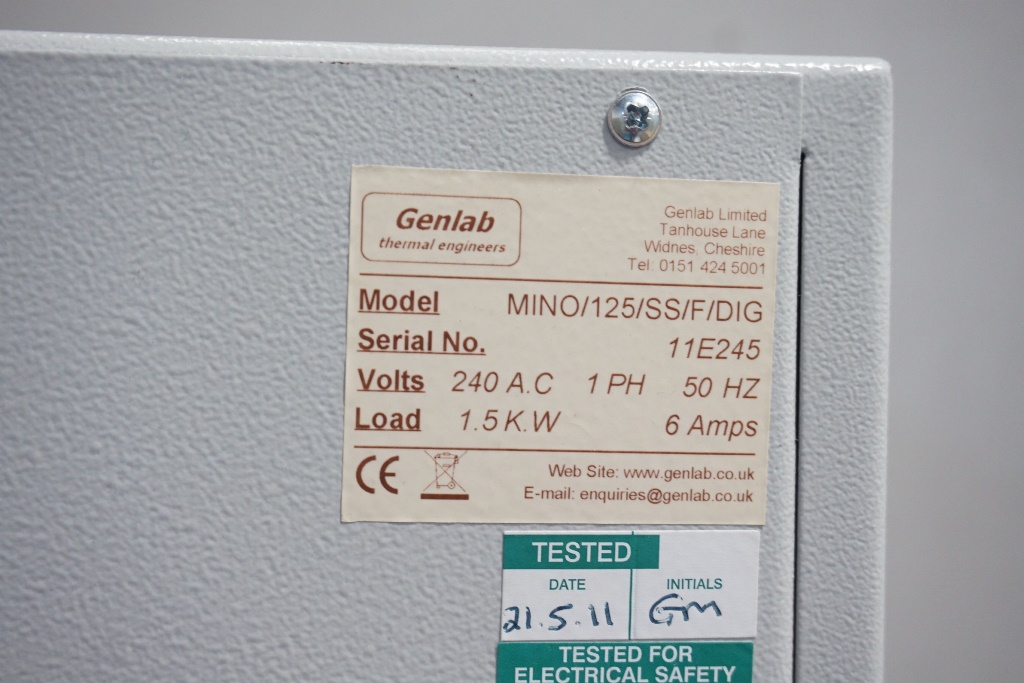 Genlab
thermal engineers
Genlab Limited
Tanhouse Lane
Widnes, Cheshire
Tel: 0151 424 5001
Model MINO/125/SS/F/DIG
Serial No. 11E245
Volts 240 A.C 1 PH 50 HZ
Load 1.5 K.W 6 Amps
CE
Web Site: www.genlab.co.uk
E-mail: enquiries@genlab.co.uk
TESTED
DATE INITIALS
21.5.11 Gm
TESTED FOR
ELECTRICAL SAFETY